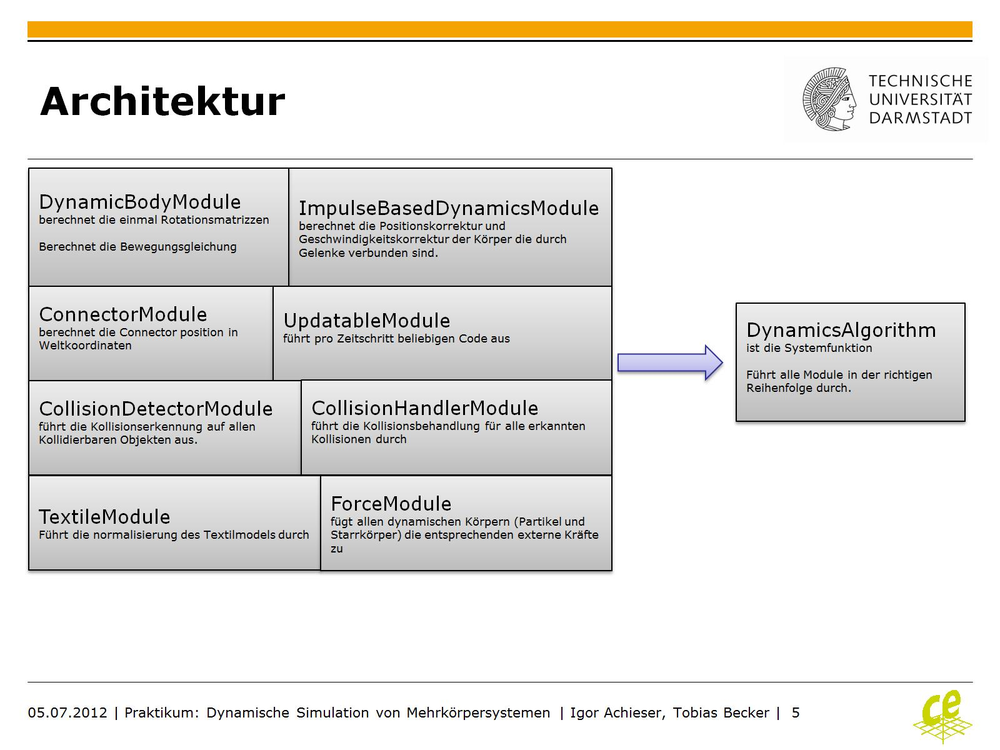 Architektur
TECHNISCHE
UNIVERSITÄT
DARMSTADT
DynamicBodyModule
berechnet die einmal Rotationsmatrizzen
Berechnet die Bewegungsgleichung
ImpulseBasedDynamicsModule
berechnet die Positionskorrektur und
Geschwindigkeitskorrektur der Körper die durch
Gelenke verbunden sind.
ConnectorModule
berechnet die Connector position in
Weltkoordinaten
UpdatableModule
führt pro Zeitschritt beliebigen Code aus
CollisionDetectorModule
führt die Kollisionserkennung auf allen
Kollidierbaren Objekten aus.
CollisionHandlerModule
führt die Kollisionsbehandlung für alle erkannten
Kollisionen durch
TextileModule
Führt die normalisierung des Textilmodels durch
ForceModule
fügt allen dynamischen Körpern (Partikel und
Starrkörper) die entsprechenden externe Kräfte
zu
DynamicsAlgorithm
ist die Systemfunktion
Führt alle Module in der richtigen
Reihenfolge durch.
05.07.2012 | Praktikum: Dynamische Simulation von Mehrkörpersystemen | Igor Achieser, Tobias Becker | 5
ce